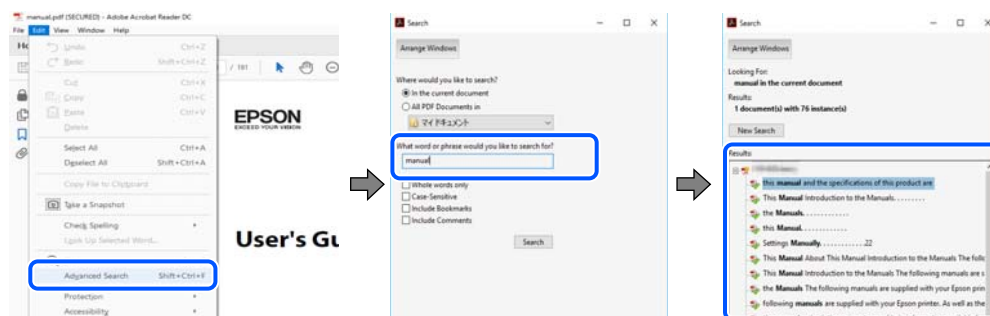 manual.pdf (SECURED) - Adobe Acrobat Reader DC
File Edit View Window Help
Undo Ctrl+Z
Redo Shift+Ctrl+Z
Cut Ctrl+X
Copy Ctrl+C
Paste Ctrl+V
Delete
Select All Ctrl+A
Deselect All Shift+Ctrl+A
Copy File to Clipboard
Take a Snapshot
Check Spelling
Look Up Selected Word...
Advanced Search Shift+Ctrl+F
Protection
Accessibility
/ 181
EPSON
EXCEED YOUR VISION
User's Gu
Search
Arrange Windows
Where would you like to search?
In the current document
All PDF Documents in
マイ ドキュメント
What word or phrase would you like to search for?
manual
Whole words only
Case-Sensitive
Include Bookmarks
Include Comments
Search
Search
Arrange Windows
Looking For:
manual in the current document
Results:
1 document(s) with 76 instance(s)
New Search
Results:
this manual and the specifications of this product are
This Manual Introduction to the Manuals. . . . . . . . .
the Manuals. . . . . . . . . . . .
this Manual. . . . . . . . . . . .
Settings Manually. . . . . . . . . . . .22
This Manual About This Manual Introduction to the Manuals The follo
This Manual Introduction to the Manuals The following manuals are s
the Manuals The following manuals are supplied with your Epson prin
following manuals are supplied with your Epson printer. As well as the